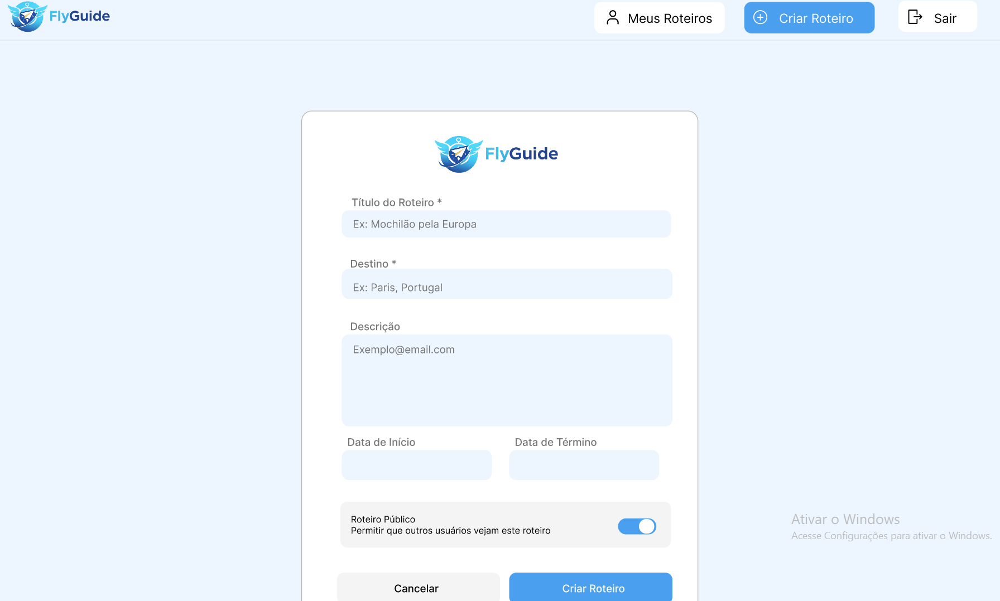 FlyGuide
Meus Roteiros
Criar Roteiro
Sair
FlyGuide
Título do Roteiro *
Ex: Mochilão pela Europa
Destino *
Ex: Paris, Portugal
Descrição
Exemplo@email.com
Data de Início
Data de Término
Roteiro Público
Permitir que outros usuários vejam este roteiro
Ativar o Windows
Acesse Configurações para ativar o Windows.
Cancelar
Criar Roteiro